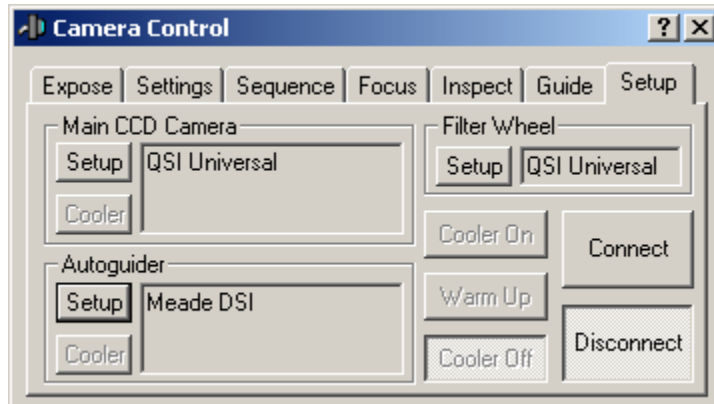 Camera Control
Expose Settings Sequence Focus Inspect Guide Setup
Main CCD Camera
Setup QSI Universal
Cooler
Filter Wheel
Setup QSI Universal
Autoguider
Setup Meade DSI
Cooler
Cooler On
Warm Up
Cooler Off
Connect
Disconnect